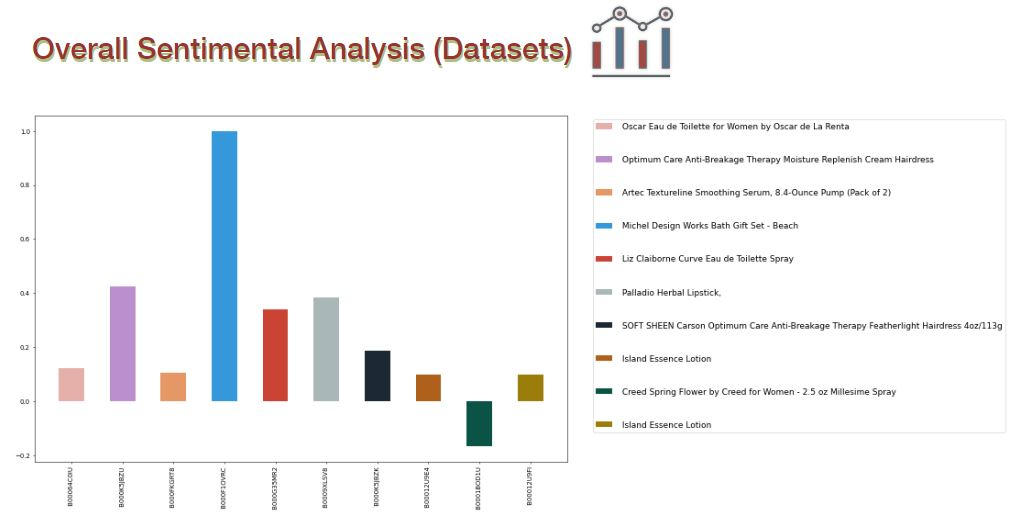 Overall Sentimental Analysis (Datasets)
1.0
0.8
0.6
0.4
0.2
0.0
−0.2
B000K5JBZU
B000FKGRT8
B000F1OVRC
B000G35MR2
B0009XLSV8
B000K5JBZK
B00012U9E4
B0001BOD1U
B00012U9FI
Oscar Eau de Toilette for Women by Oscar de La Renta
Optimum Care Anti-Breakage Therapy Moisture Replenish Cream Hairdress
Artec Textureline Smoothing Serum, 8.4-Ounce Pump (Pack of 2)
Michel Design Works Bath Gift Set - Beach
Liz Claiborne Curve Eau de Toilette Spray
Palladio Herbal Lipstick,
SOFT SHEEN Carson Optimum Care Anti-Breakage Therapy Featherlight Hairdress 4oz/113g
Island Essence Lotion
Creed Spring Flower by Creed for Women - 2.5 oz Millesime Spray
Island Essence Lotion